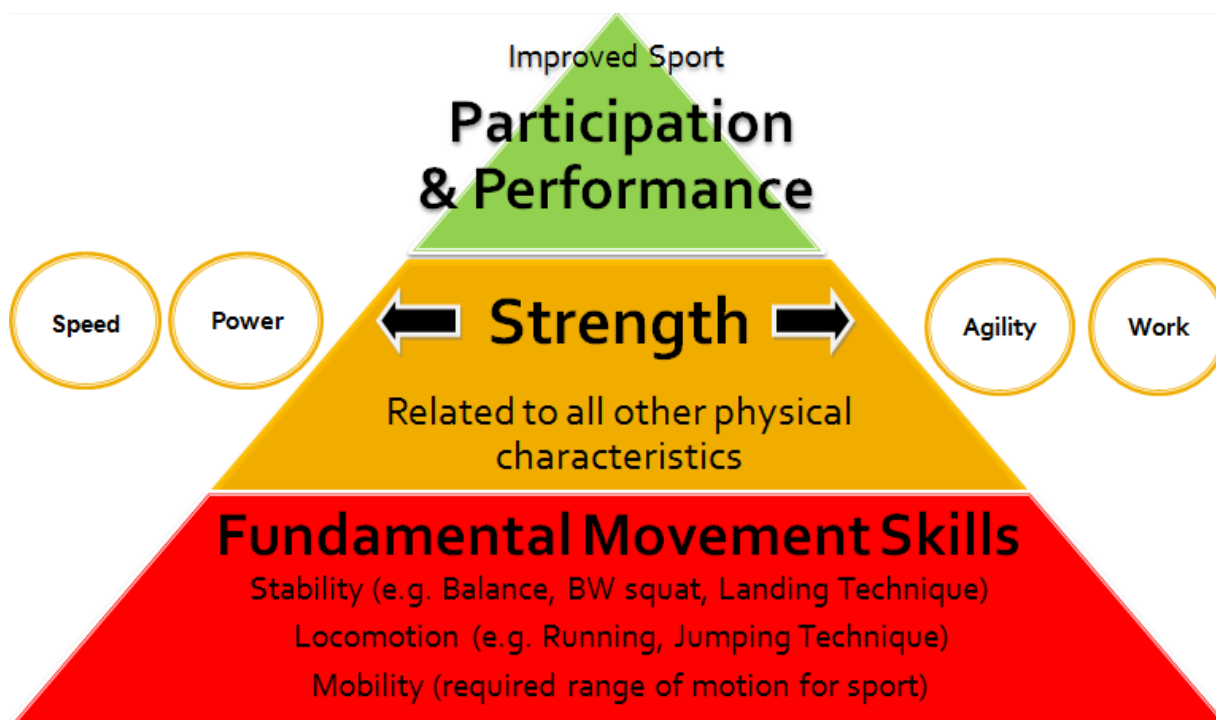 Improved Sport
Participation
& Performance
Speed
Power
Strength
Agility
Work
Related to all other physical
characteristics
Fundamental Movement Skills
Stability (e.g. Balance, BW squat, Landing Technique)
Locomotion (e.g. Running, Jumping Technique)
Mobility (required range of motion for sport)